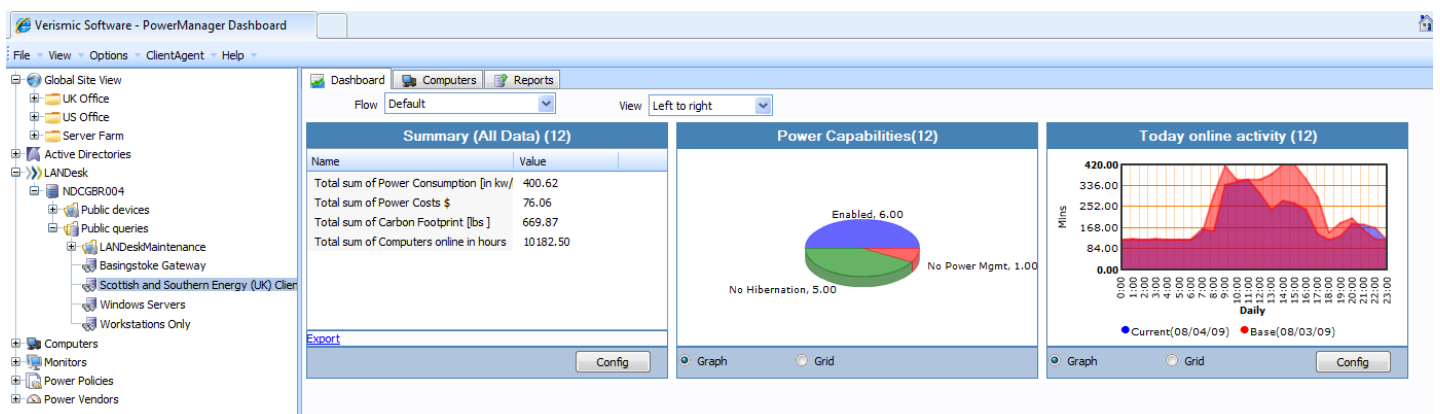 Verismic Software - PowerManager Dashboard
File View Options ClientAgent Help
Global Site View
UK Office
US Office
Server Farm
Active Directories
LANDesk
NDCGBR004
Public devices
Public queries
LANDeskMaintenance
Basingstoke Gateway
Scottish and Southern Energy (UK) Clien
Windows Servers
Workstations Only
Computers
Monitors
Power Policies
Power Vendors
Dashboard Computers Reports
Flow Default View Left to right
Summary (All Data) (12)
Name Value
Total sum of Power Consumption [in kw/ 400.62
Total sum of Power Costs $ 76.06
Total sum of Carbon Footprint [lbs ] 669.87
Total sum of Computers online in hours 10182.50
Export
Config
Power Capabilities(12)
Enabled, 6.00
No Power Mgmt, 1.00
No Hibernation, 5.00
Graph Grid
Today online activity (12)
420.00
336.00
252.00
168.00
84.00
0.00
Mins
0:00 1:00 2:00 3:00 4:00 5:00 6:00 7:00 8:00 9:00 10:00 11:00 12:00 13:00 14:00 15:00 16:00 17:00 18:00 19:00 20:00 21:00 22:00 23:00
Daily
Current(08/04/09) Base(08/03/09)
Graph Grid Config